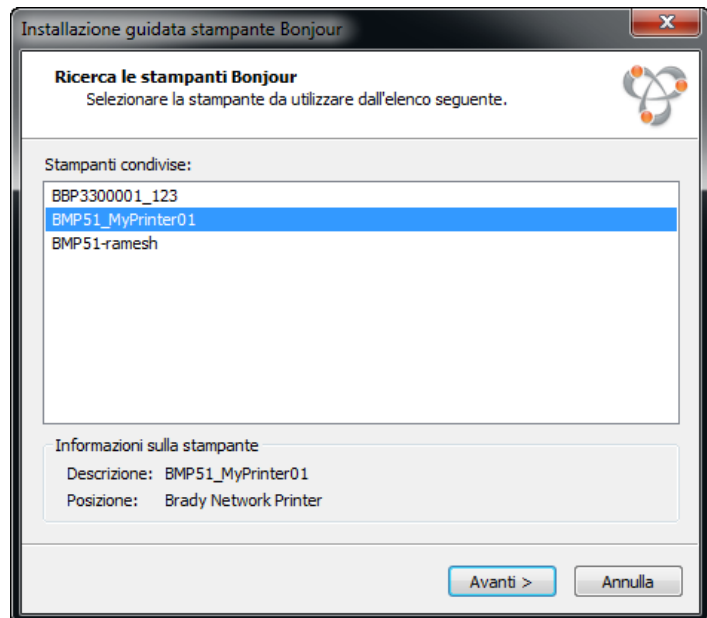 Installazione guidata stampante Bonjour
Ricerca le stampanti Bonjour
Selezionare la stampante da utilizzare dall'elenco seguente.
Stampanti condivise:
BBP3300001_123
BMP51_MyPrinter01
BMP51-ramesh
Informazioni sulla stampante
Descrizione: BMP51_MyPrinter01
Posizione: Brady Network Printer
Avanti > Annulla